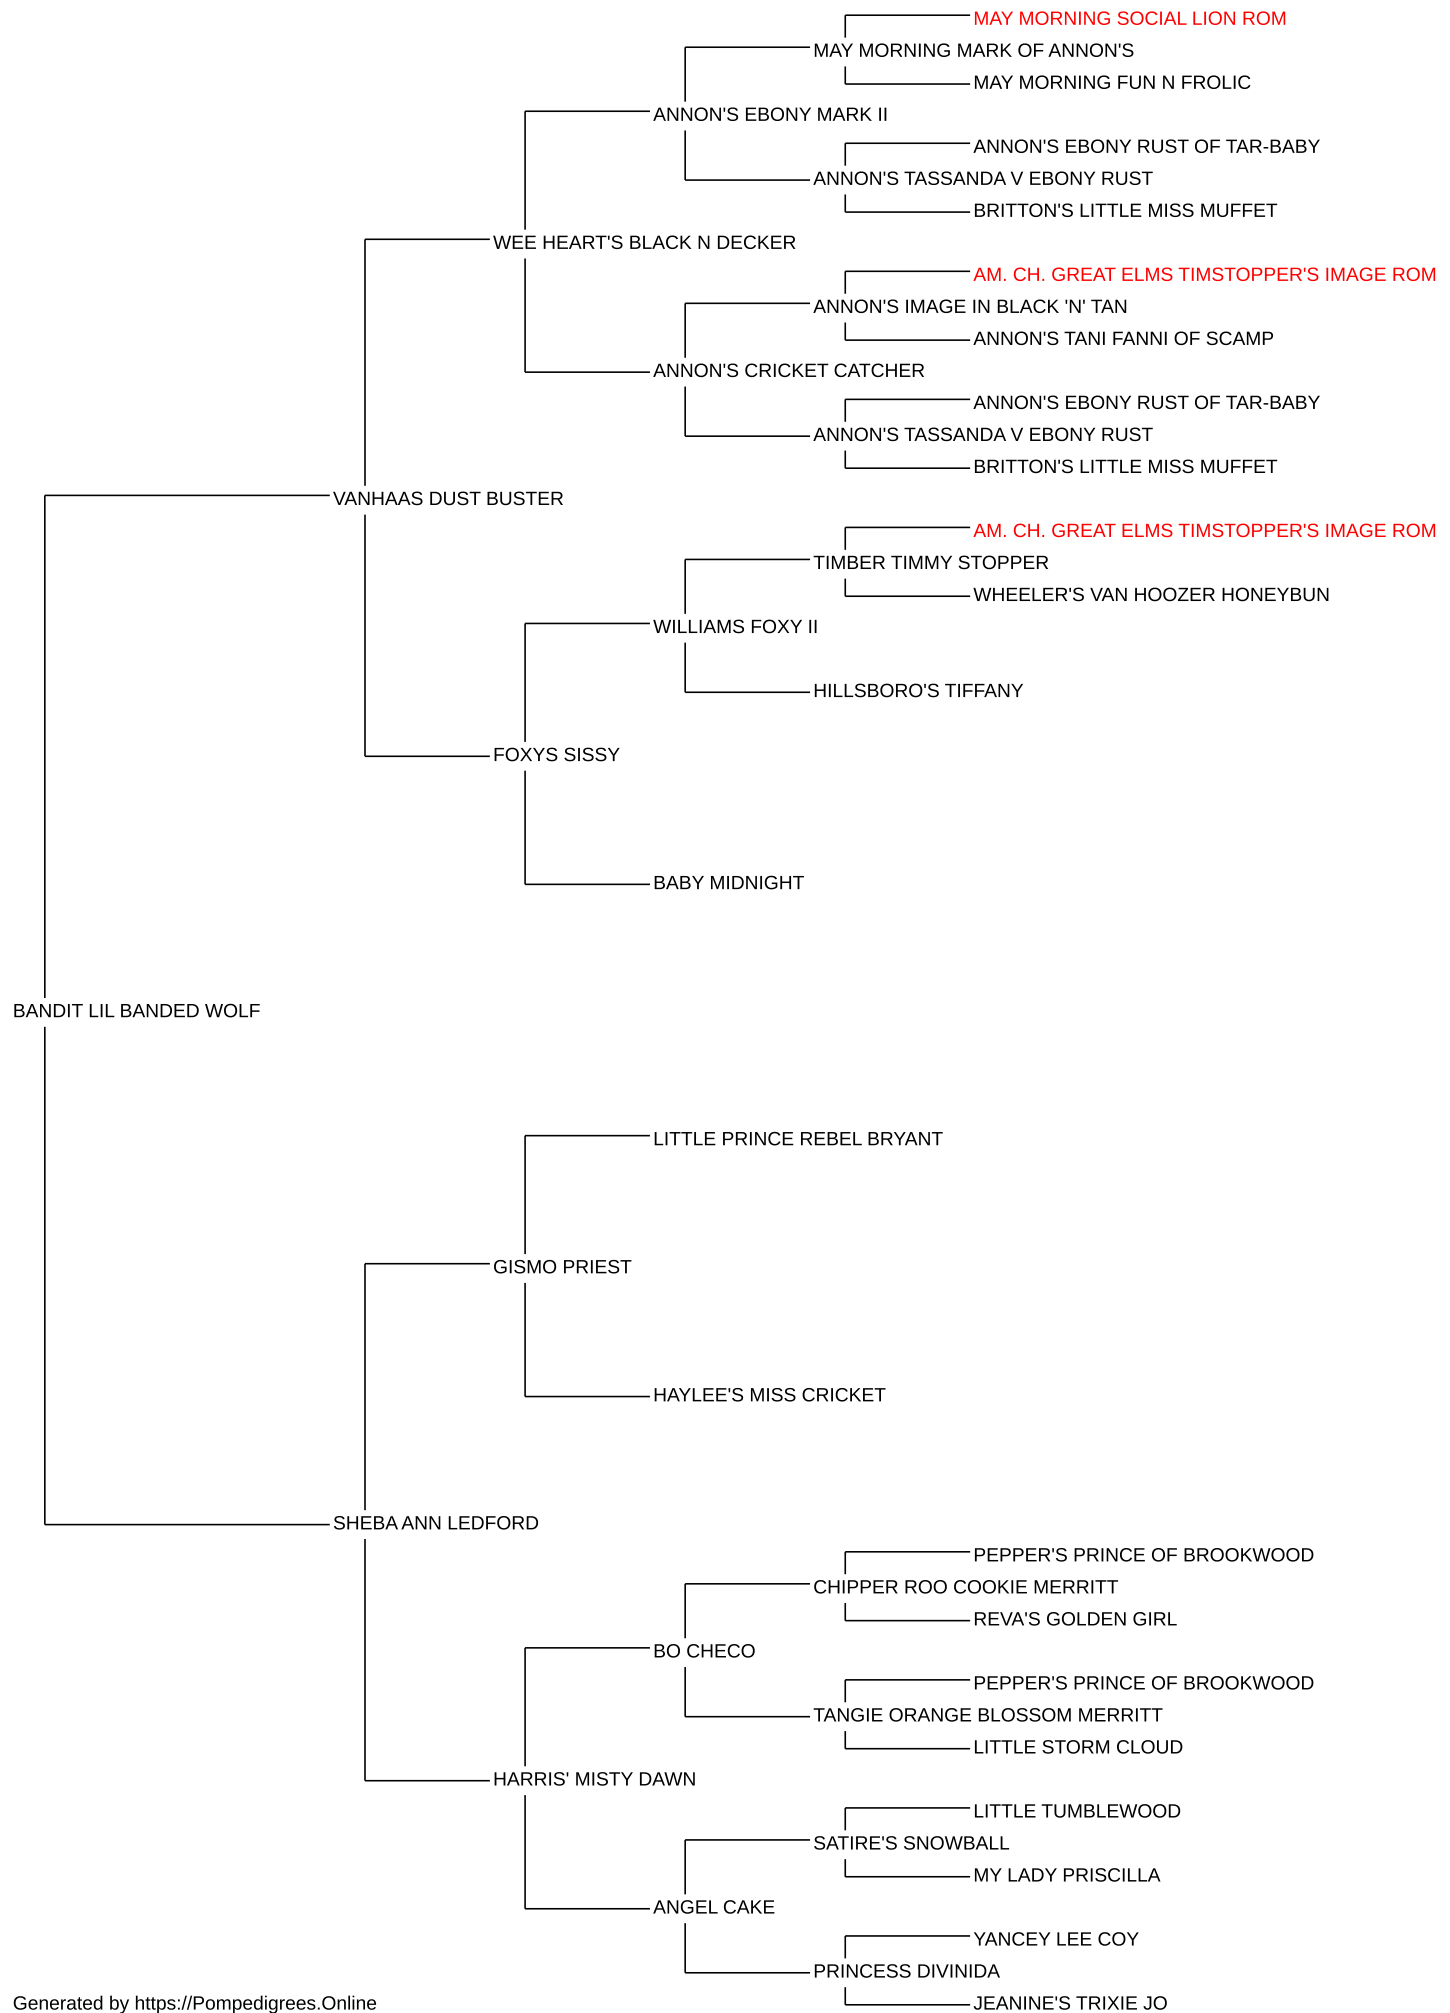 MAY MORNING SOCIAL LION ROM
MAY MORNING MARK OF ANNON'S
MAY MORNING FUN N FROLIC
ANNON'S EBONY MARK II
ANNON'S EBONY RUST OF TAR-BABY
ANNON'S TASSANDA V EBONY RUST
BRITTON'S LITTLE MISS MUFFET
WEE HEART'S BLACK N DECKER
AM. CH. GREAT ELMS TIMSTOPPER'S IMAGE ROM
ANNON'S IMAGE IN BLACK 'N' TAN
ANNON'S TANI FANNI OF SCAMP
ANNON'S CRICKET CATCHER
ANNON'S EBONY RUST OF TAR-BABY
ANNON'S TASSANDA V EBONY RUST
BRITTON'S LITTLE MISS MUFFET
VANHAAS DUST BUSTER
AM. CH. GREAT ELMS TIMSTOPPER'S IMAGE ROM
TIMBER TIMMY STOPPER
WHEELER'S VAN HOOZER HONEYBUN
WILLIAMS FOXY II
HILLSBORO'S TIFFANY
FOXYS SISSY
BABY MIDNIGHT
BANDIT LIL BANDED WOLF
LITTLE PRINCE REBEL BRYANT
GISMO PRIEST
HAYLEE'S MISS CRICKET
SHEBA ANN LEDFORD
PEPPER'S PRINCE OF BROOKWOOD
CHIPPER ROO COOKIE MERRITT
REVA'S GOLDEN GIRL
BO CHECO
PEPPER'S PRINCE OF BROOKWOOD
TANGIE ORANGE BLOSSOM MERRITT
LITTLE STORM CLOUD
HARRIS' MISTY DAWN
LITTLE TUMBLEWOOD
SATIRE'S SNOWBALL
MY LADY PRISCILLA
ANGEL CAKE
YANCEY LEE COY
PRINCESS DIVINIDA
JEANINE'S TRIXIE JO
Generated by https://Pompedigrees.Online